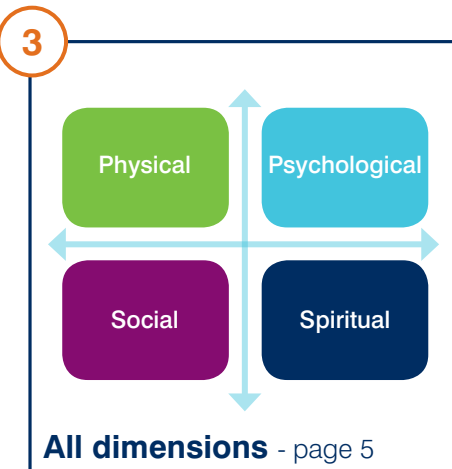 3
Physical
Psychological
Social
Spiritual
All dimensions - page 5